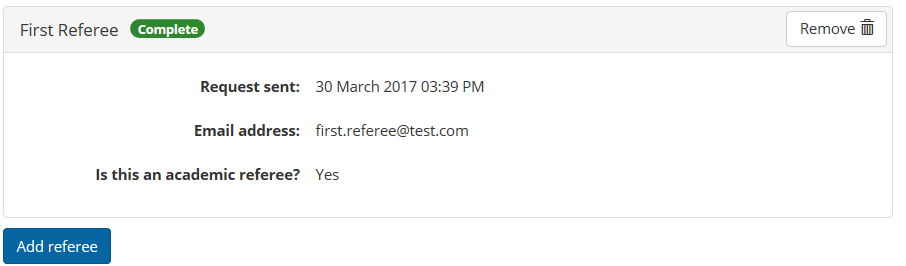 First Referee Complete Remove
Request sent: 30 March 2017 03:39 PM
Email address: first.referee@test.com
Is this an academic referee? Yes
Add referee